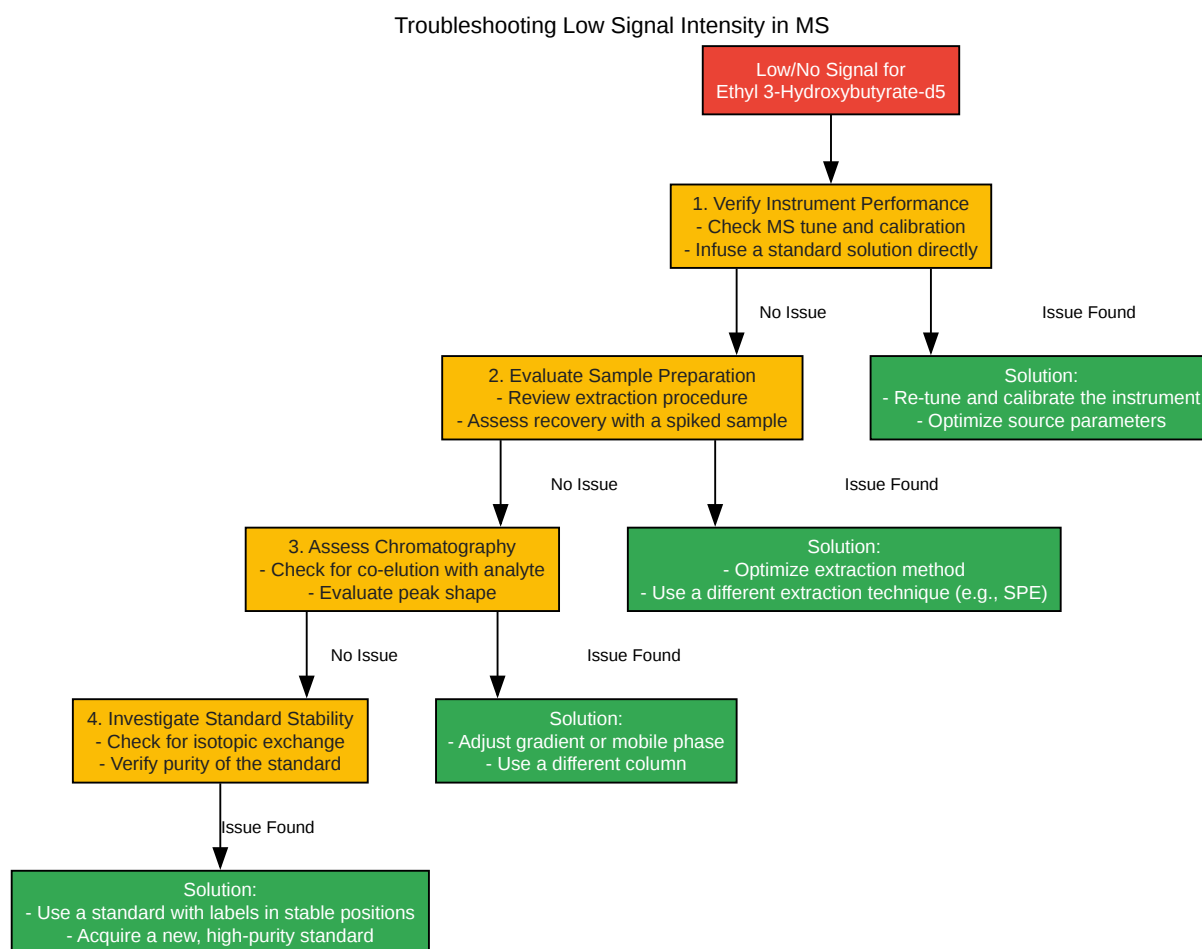 Troubleshooting Low Signal Intensity in MS
Low/No Signal for
Ethyl 3-Hydroxybutyrate-d5
1. Verify Instrument Performance
- Check MS tune and calibration
- Infuse a standard solution directly
No Issue
Issue Found
2. Evaluate Sample Preparation
- Review extraction procedure
- Assess recovery with a spiked sample
Solution:
- Re-tune and calibrate the instrument
- Optimize source parameters
No Issue
Issue Found
3. Assess Chromatography
- Check for co-elution with analyte
- Evaluate peak shape
Solution:
- Optimize extraction method
- Use a different extraction technique (e.g., SPE)
No Issue
Issue Found
4. Investigate Standard Stability
- Check for isotopic exchange
- Verify purity of the standard
Solution:
- Adjust gradient or mobile phase
- Use a different column
Issue Found
Solution:
- Use a standard with labels in stable positions
- Acquire a new, high-purity standard